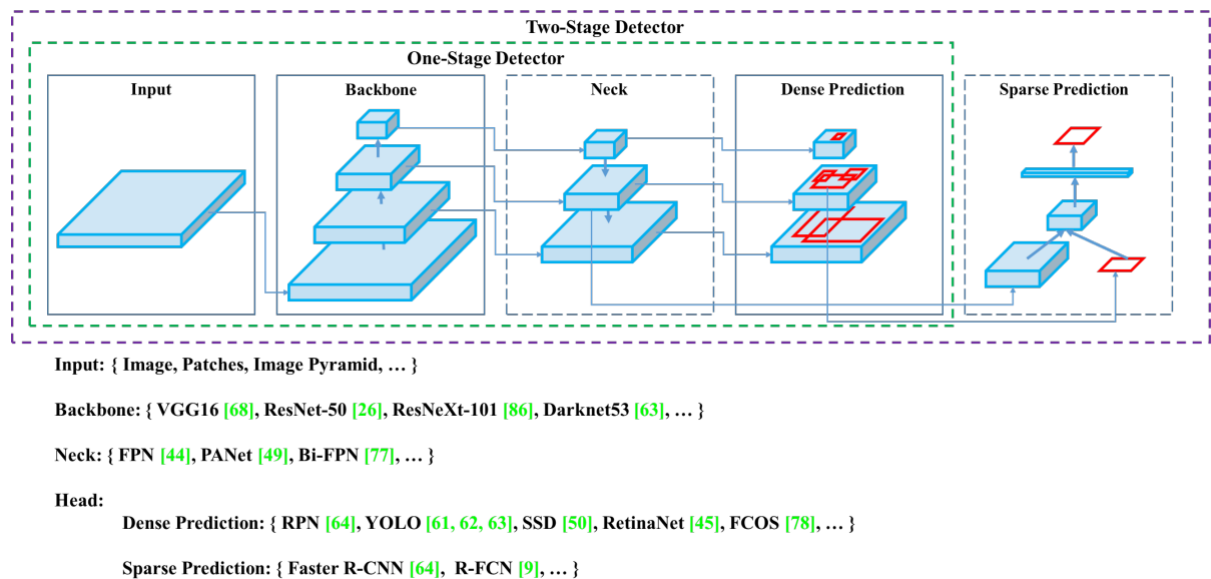 Two-Stage Detector
One-Stage Detector
Input
Backbone
Neck
Dense Prediction
Sparse Prediction
Input: { Image, Patches, Image Pyramid, … }
Backbone: { VGG16 [68], ResNet-50 [26], ResNeXt-101 [86], Darknet53 [63], … }
Neck: { FPN [44], PANet [49], Bi-FPN [77], … }
Head:
Dense Prediction: { RPN [64], YOLO [61, 62, 63], SSD [50], RetinaNet [45], FCOS [78], … }
Sparse Prediction: { Faster R-CNN [64], R-FCN [9], … }